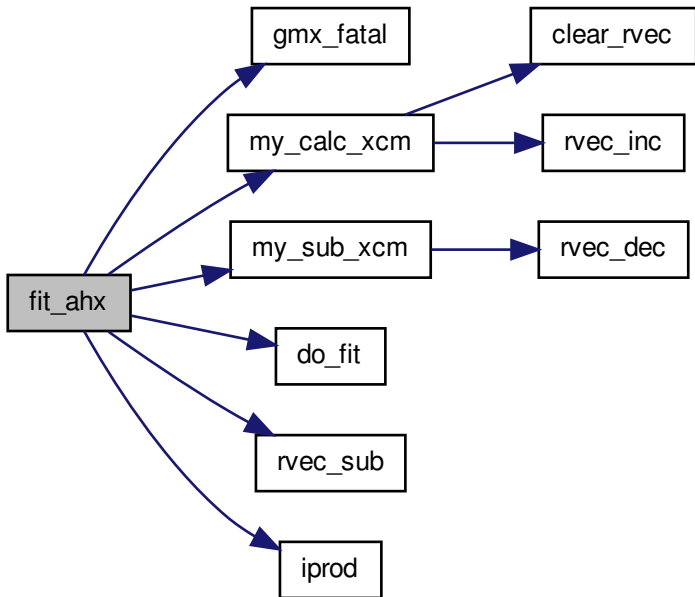 gmx_fatal
clear_rvec
my_calc_xcm
rvec_inc
my_sub_xcm
rvec_dec
fit_ahx
do_fit
rvec_sub
iprod